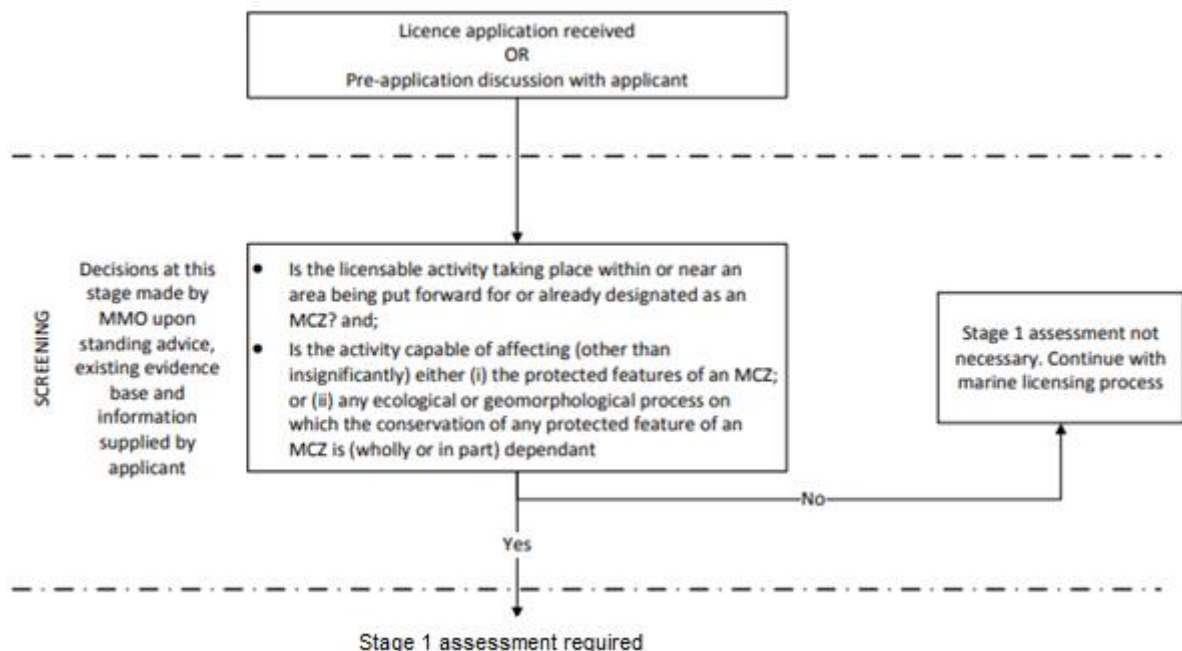 Licence application received
OR
Pre-application discussion with applicant
SCREENING
Decisions at this
stage made by
MMO upon
standing advice,
existing evidence
base and
information
supplied by
applicant
● Is the licensable activity taking place within or near an
area being put forward for or already designated as an
MCZ? and;
● Is the activity capable of affecting (other than
insignificantly) either (i) the protected features of an MCZ;
or (ii) any ecological or geomorphological process on
which the conservation of any protected feature of an
MCZ is (wholly or in part) dependant
Stage 1 assessment not
necessary. Continue with
marine licensing process
No
Yes
Stage 1 assessment required